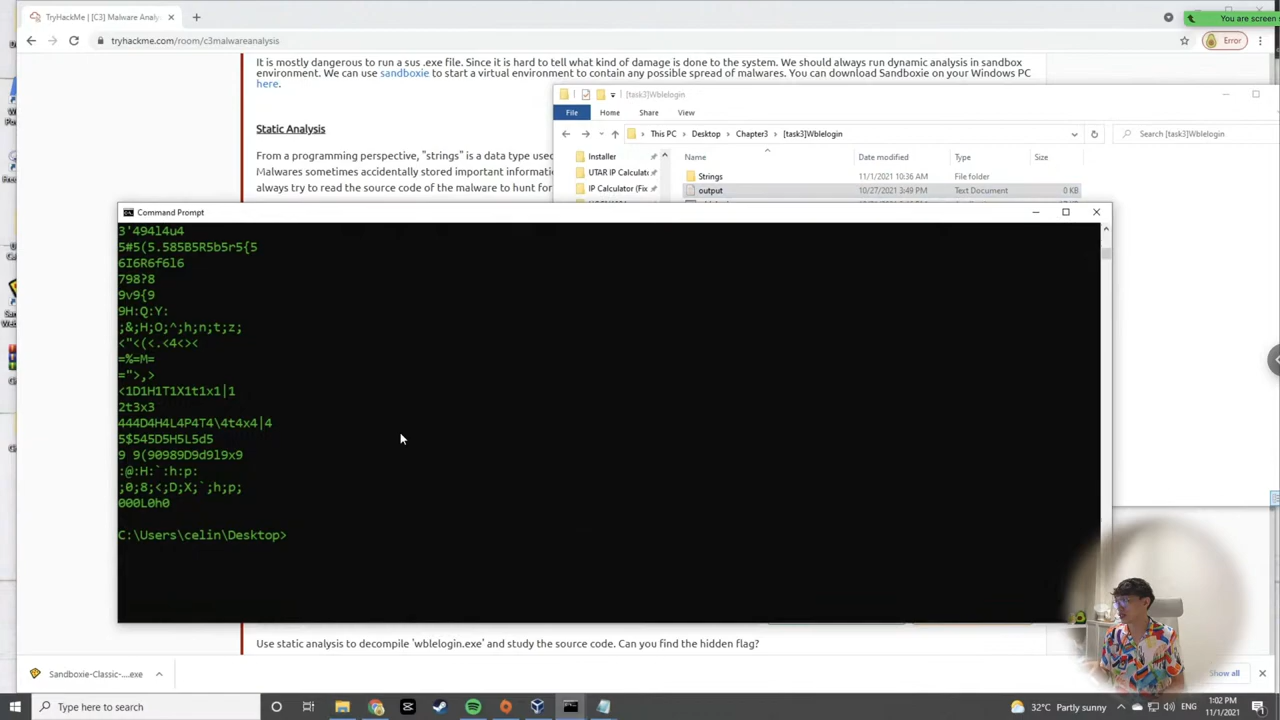 TryHackMe | [C3] Malware Analy
You are screen s
tryhackme.com/room/c3malwareanalysis
Error
It is mostly dangerous to run a sus .exe file. Since it is hard to tell what kind of damage is done to the system. We should always run dynamic analysis in sandbox
environment. We can use sandboxie to start a virtual environment to contain any possible spread of malwares. You can download Sandboxie on your Windows PC
here.
[task3]Wblelogin
File Home Share View
Static Analysis
This PC Desktop Chapter3 [task3]Wblelogin
Search [task3]Wblelogin
From a programming perspective, "strings" is a data type used
Malwares sometimes accidentally stored important informatio
always try to read the source code of the malware to hunt for
Installer
UTAR IP Calculat
IP Calculator (Fix
Name Date modified Type Size
Strings 11/1/2021 10:36 AM File folder
output 10/27/2021 3:49 PM Text Document 0 KB
Command Prompt
3'494l4u4
5#5(5.585B5R5b5r5{5
6I6R6f6l6
798?8
9v9{9
9H:Q:Y:
;&;H;O;^;h;n;t;z;
<"<(<.<4<><
=%=M=
=">,>
<1D1H1T1X1t1x1|1
2t3x3
444D4H4L4P4T4\4t4x4|4
5$545D5H5L5d5
9 9(90989D9d9l9x9
:@:H:`:h:p:
;0;8;<;D;X;`;h;p;
000L0h0
C:\Users\celin\Desktop>
Use static analysis to decompile 'wblelogin.exe' and study the source code. Can you find the hidden flag?
Sandboxie-Classic-....exe
Show all
Type here to search
32°C Partly sunny
1:02 PM
11/1/2021